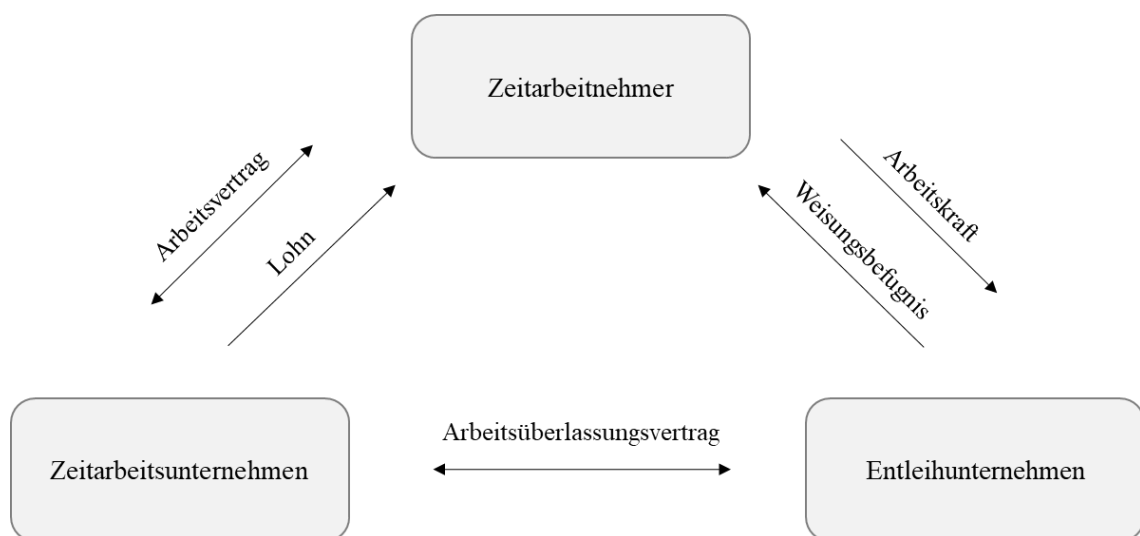 Zeitarbeitnehmer
Arbeitsvertrag
Lohn
Arbeitskraft
Weisungsbefugnis
Arbeitsüberlassungsvertrag
Zeitarbeitsunternehmen
Entleihunternehmen